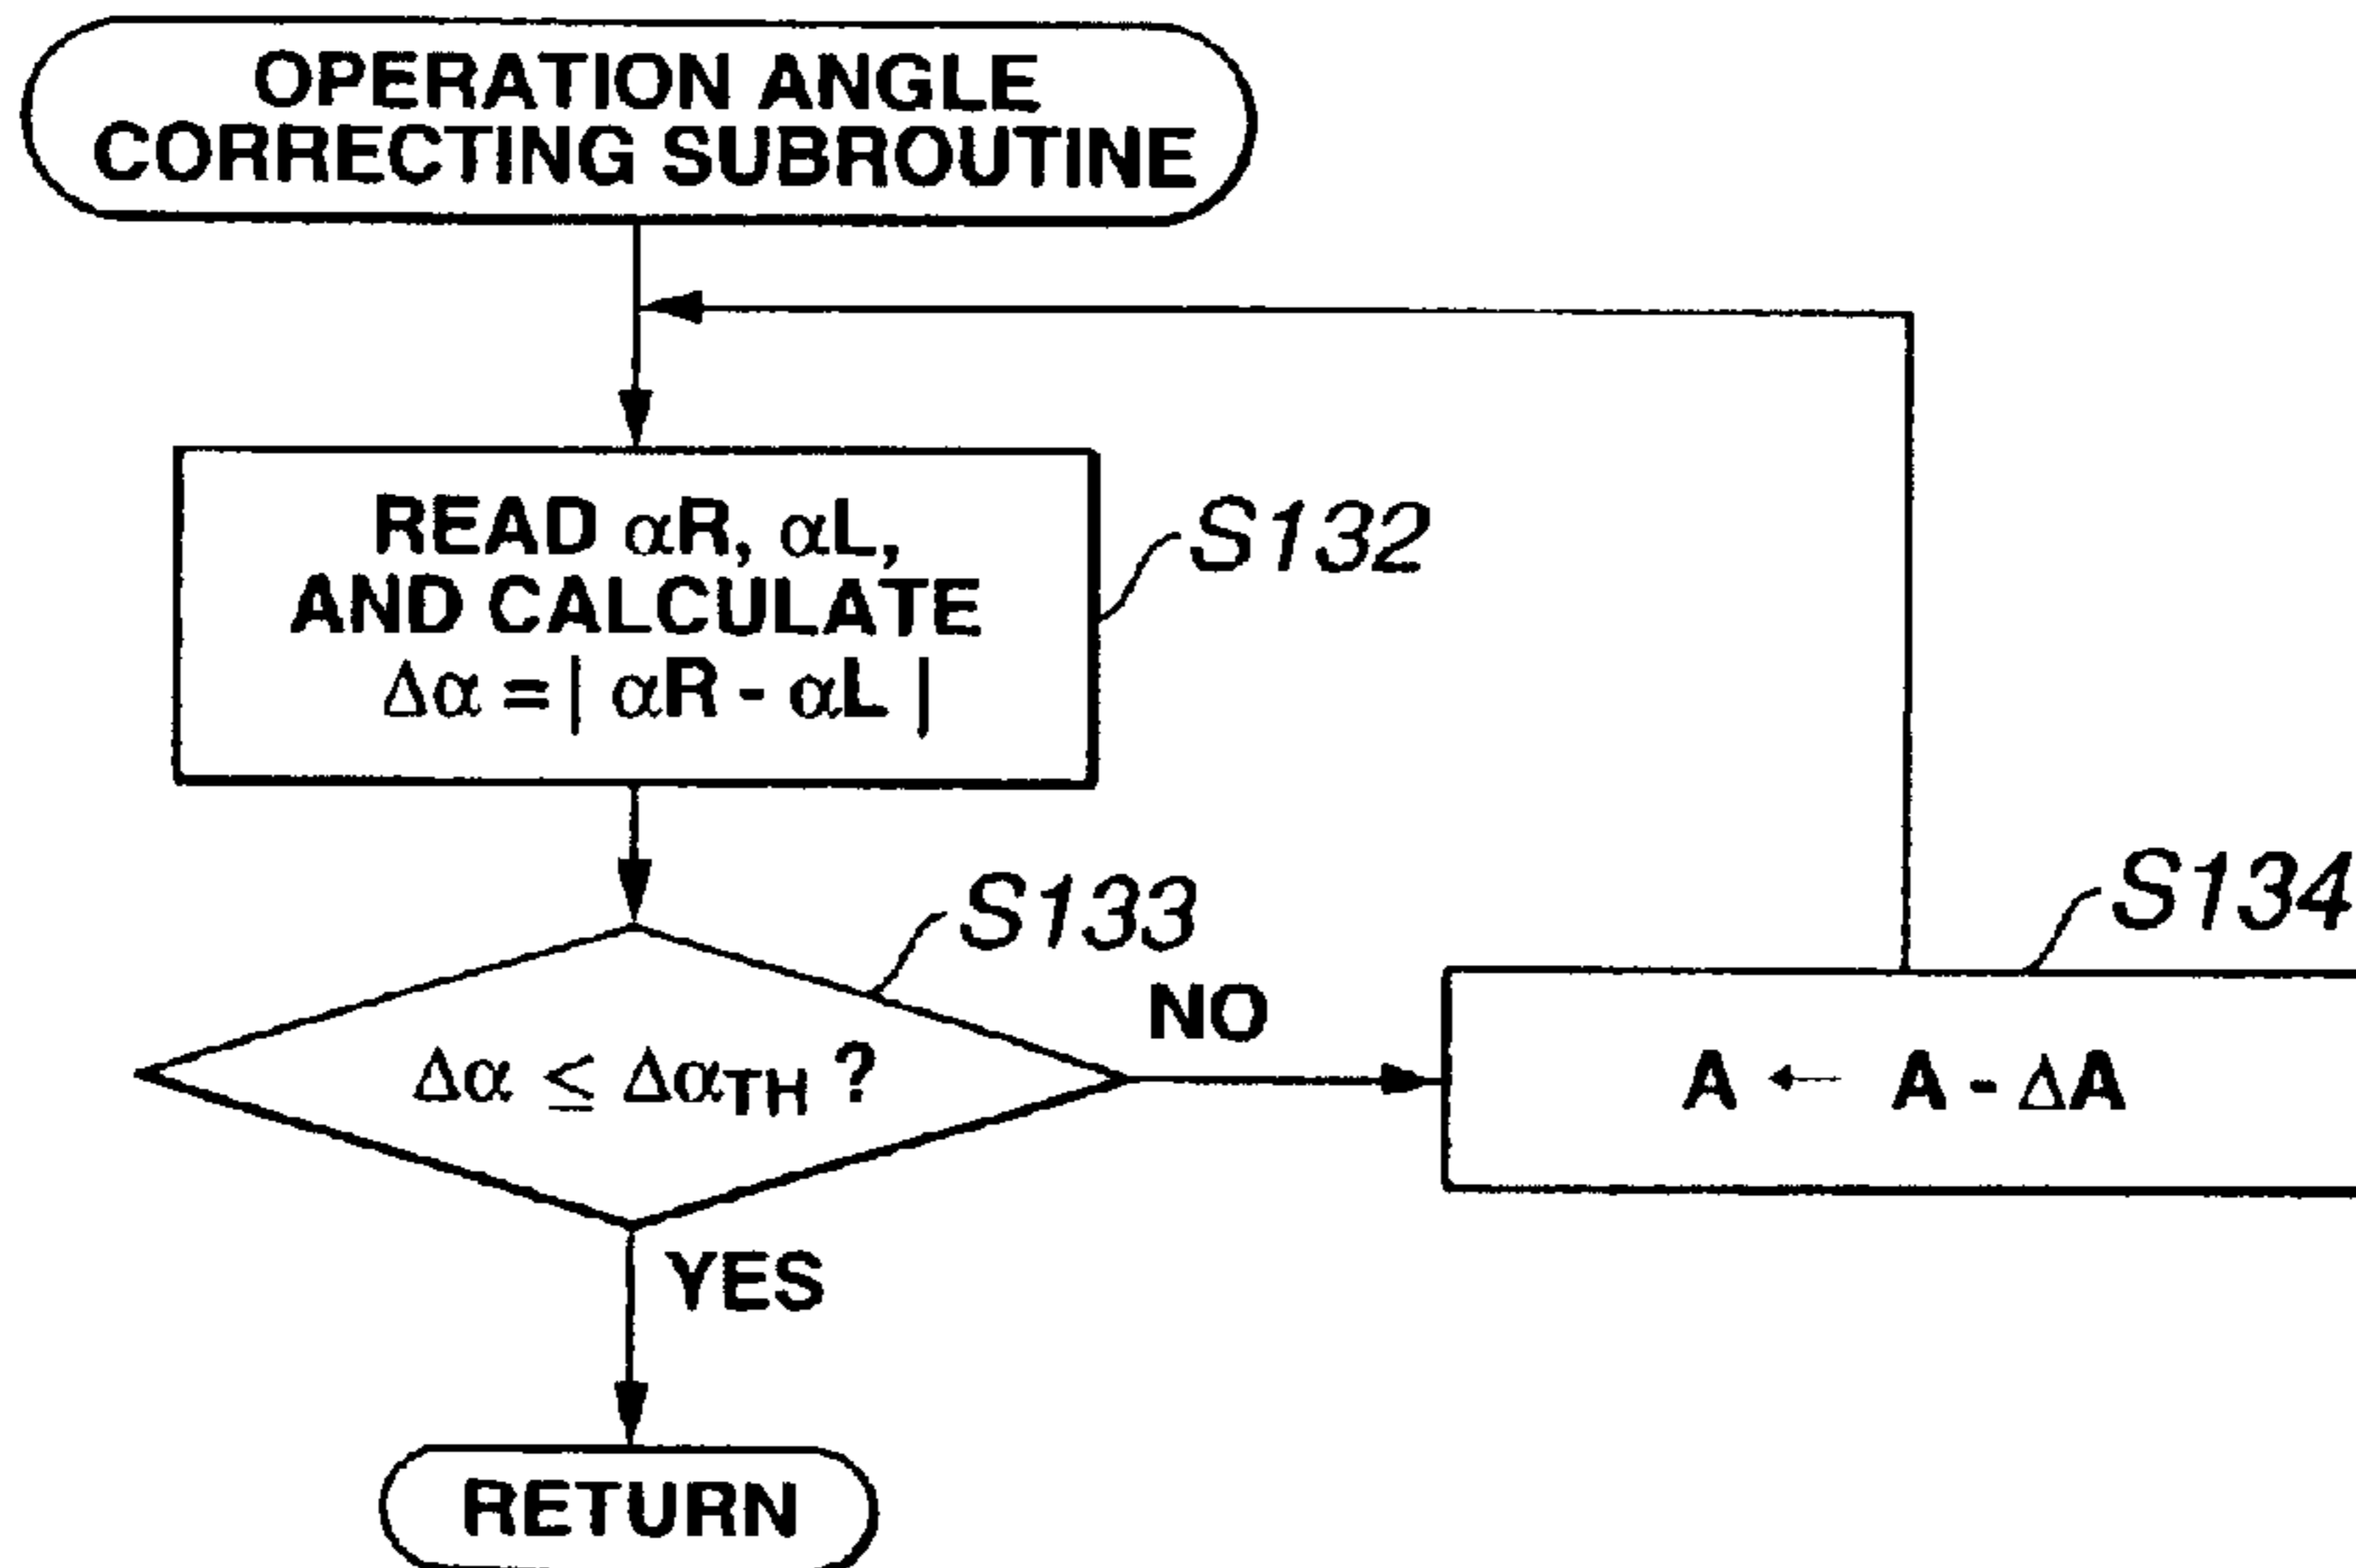 OPERATION ANGLE
CORRECTING SUBROUTINE
READ αR, αL,
AND CALCULATE
Δα = | αR - αL |
S132
S133
Δα ≤ ΔαTH ?
NO
S134
A ← A - ΔA
YES
RETURN